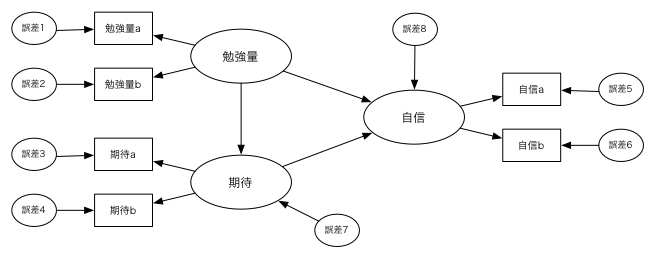 誤差1
勉強量a
勉強量
誤差8
誤差2
勉強量b
自信a
誤差5
自信
誤差3
期待a
自信b
誤差6
期待
誤差4
期待b
誤差7